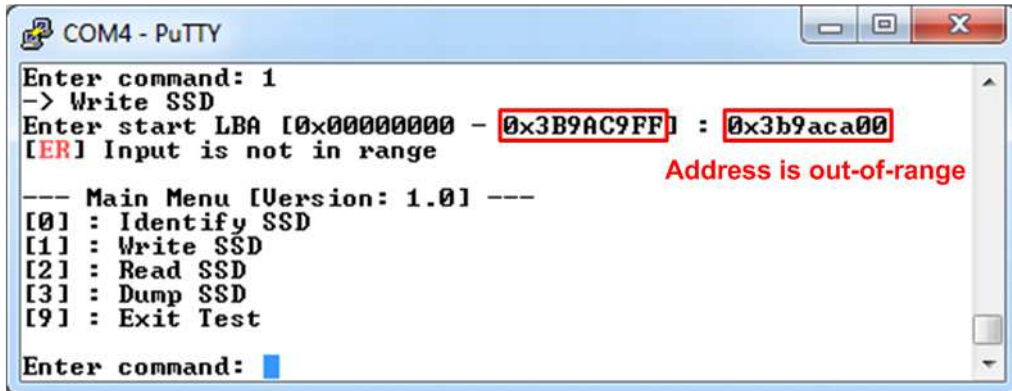 COM4 - PuTTY
Enter command: 1
-> Write SSD
Enter start LBA [0x00000000 - 0x3B9AC9FF] : 0x3b9aca00
[ER] Input is not in range
Address is out-of-range
--- Main Menu [Version: 1.0] ---
[0] : Identify SSD
[1] : Write SSD
[2] : Read SSD
[3] : Dump SSD
[9] : Exit Test
Enter command: